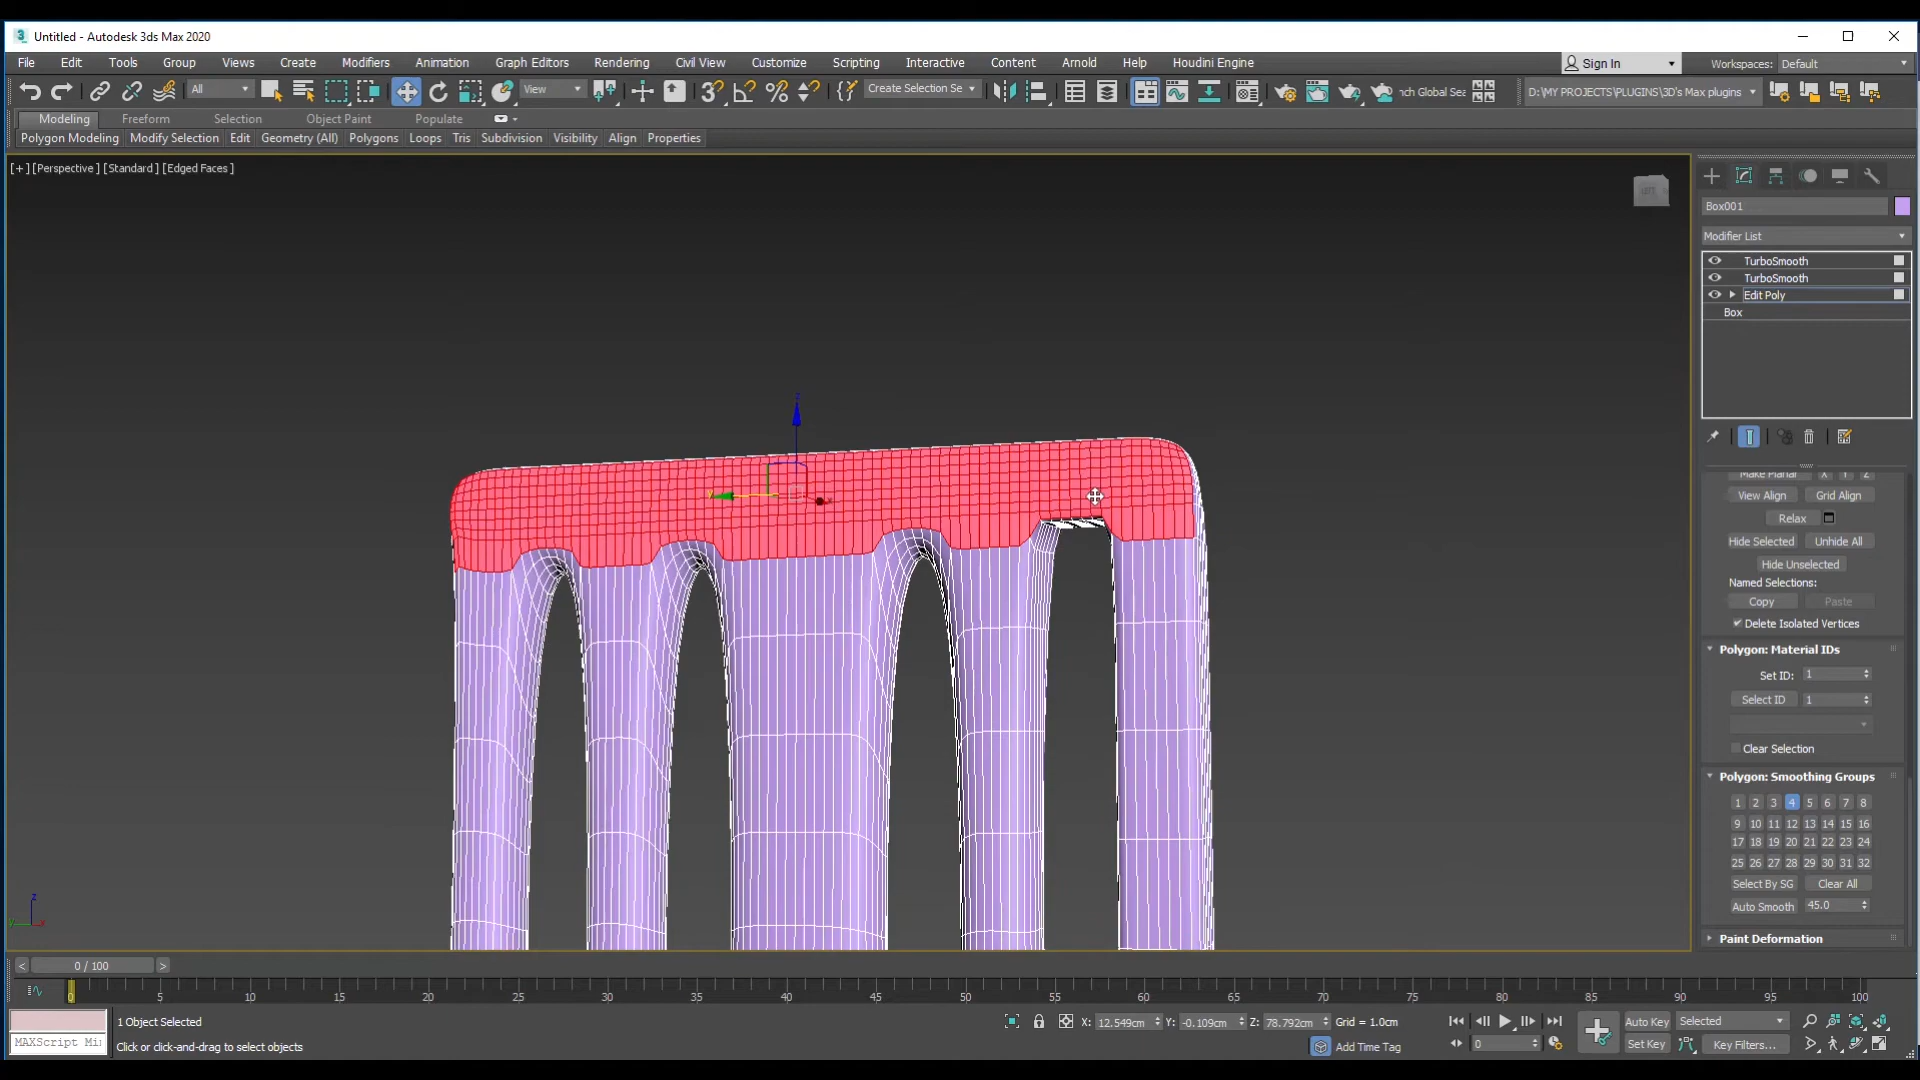 Untitled - Autodesk 3ds Max 2020
File Edit Tools Group Views Create Modifiers Animation Graph Editors Rendering Civil View Customize Scripting Interactive Content Arnold Help Houdini Engine Sign In Workspaces: Default
All View Create Selection Se D:\MY PROJECTS\PLUGINS\3D's Max plugins
Modeling Freeform Selection Object Paint Populate
Polygon Modeling Modify Selection Edit Geometry (All) Polygons Loops Tris Subdivision Visibility Align Properties
[+] [Perspective] [Standard] [Edged Faces]
Box001
Modifier List
TurboSmooth
TurboSmooth
Edit Poly
Box
Make Planar X Y Z
View Align Grid Align
Relax
Hide Selected Unhide All
Hide Unselected
Named Selections:
Copy Paste
Delete Isolated Vertices
Polygon: Material IDs
Set ID: 1
Select ID 1
Clear Selection
Polygon: Smoothing Groups
1 2 3 4 5 6 7 8
9 10 11 12 13 14 15 16
17 18 19 20 21 22 23 24
25 26 27 28 29 30 31 32
Select By SG Clear All
Auto Smooth 45.0
Paint Deformation
z
y
x
z
y x
< 0 / 100 >
0 5 10 15 20 25 30 35 40 45 50 55 60 65 70 75 80 85 90 95 100
1 Object Selected X: 12.549cm Y: -0.109cm Z: 78.792cm Grid = 1.0cm Auto Key Selected
MAXScript Mi Click or click-and-drag to select objects Add Time Tag 0 Set Key Key Filters...